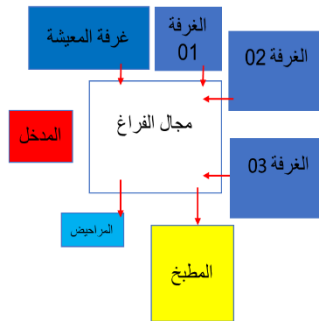 غرفة المعيشة
الغرفة
01
الغرفة 02
مجال الفراغ
المدخل
الغرفة 03
المراحيض
المطبخ